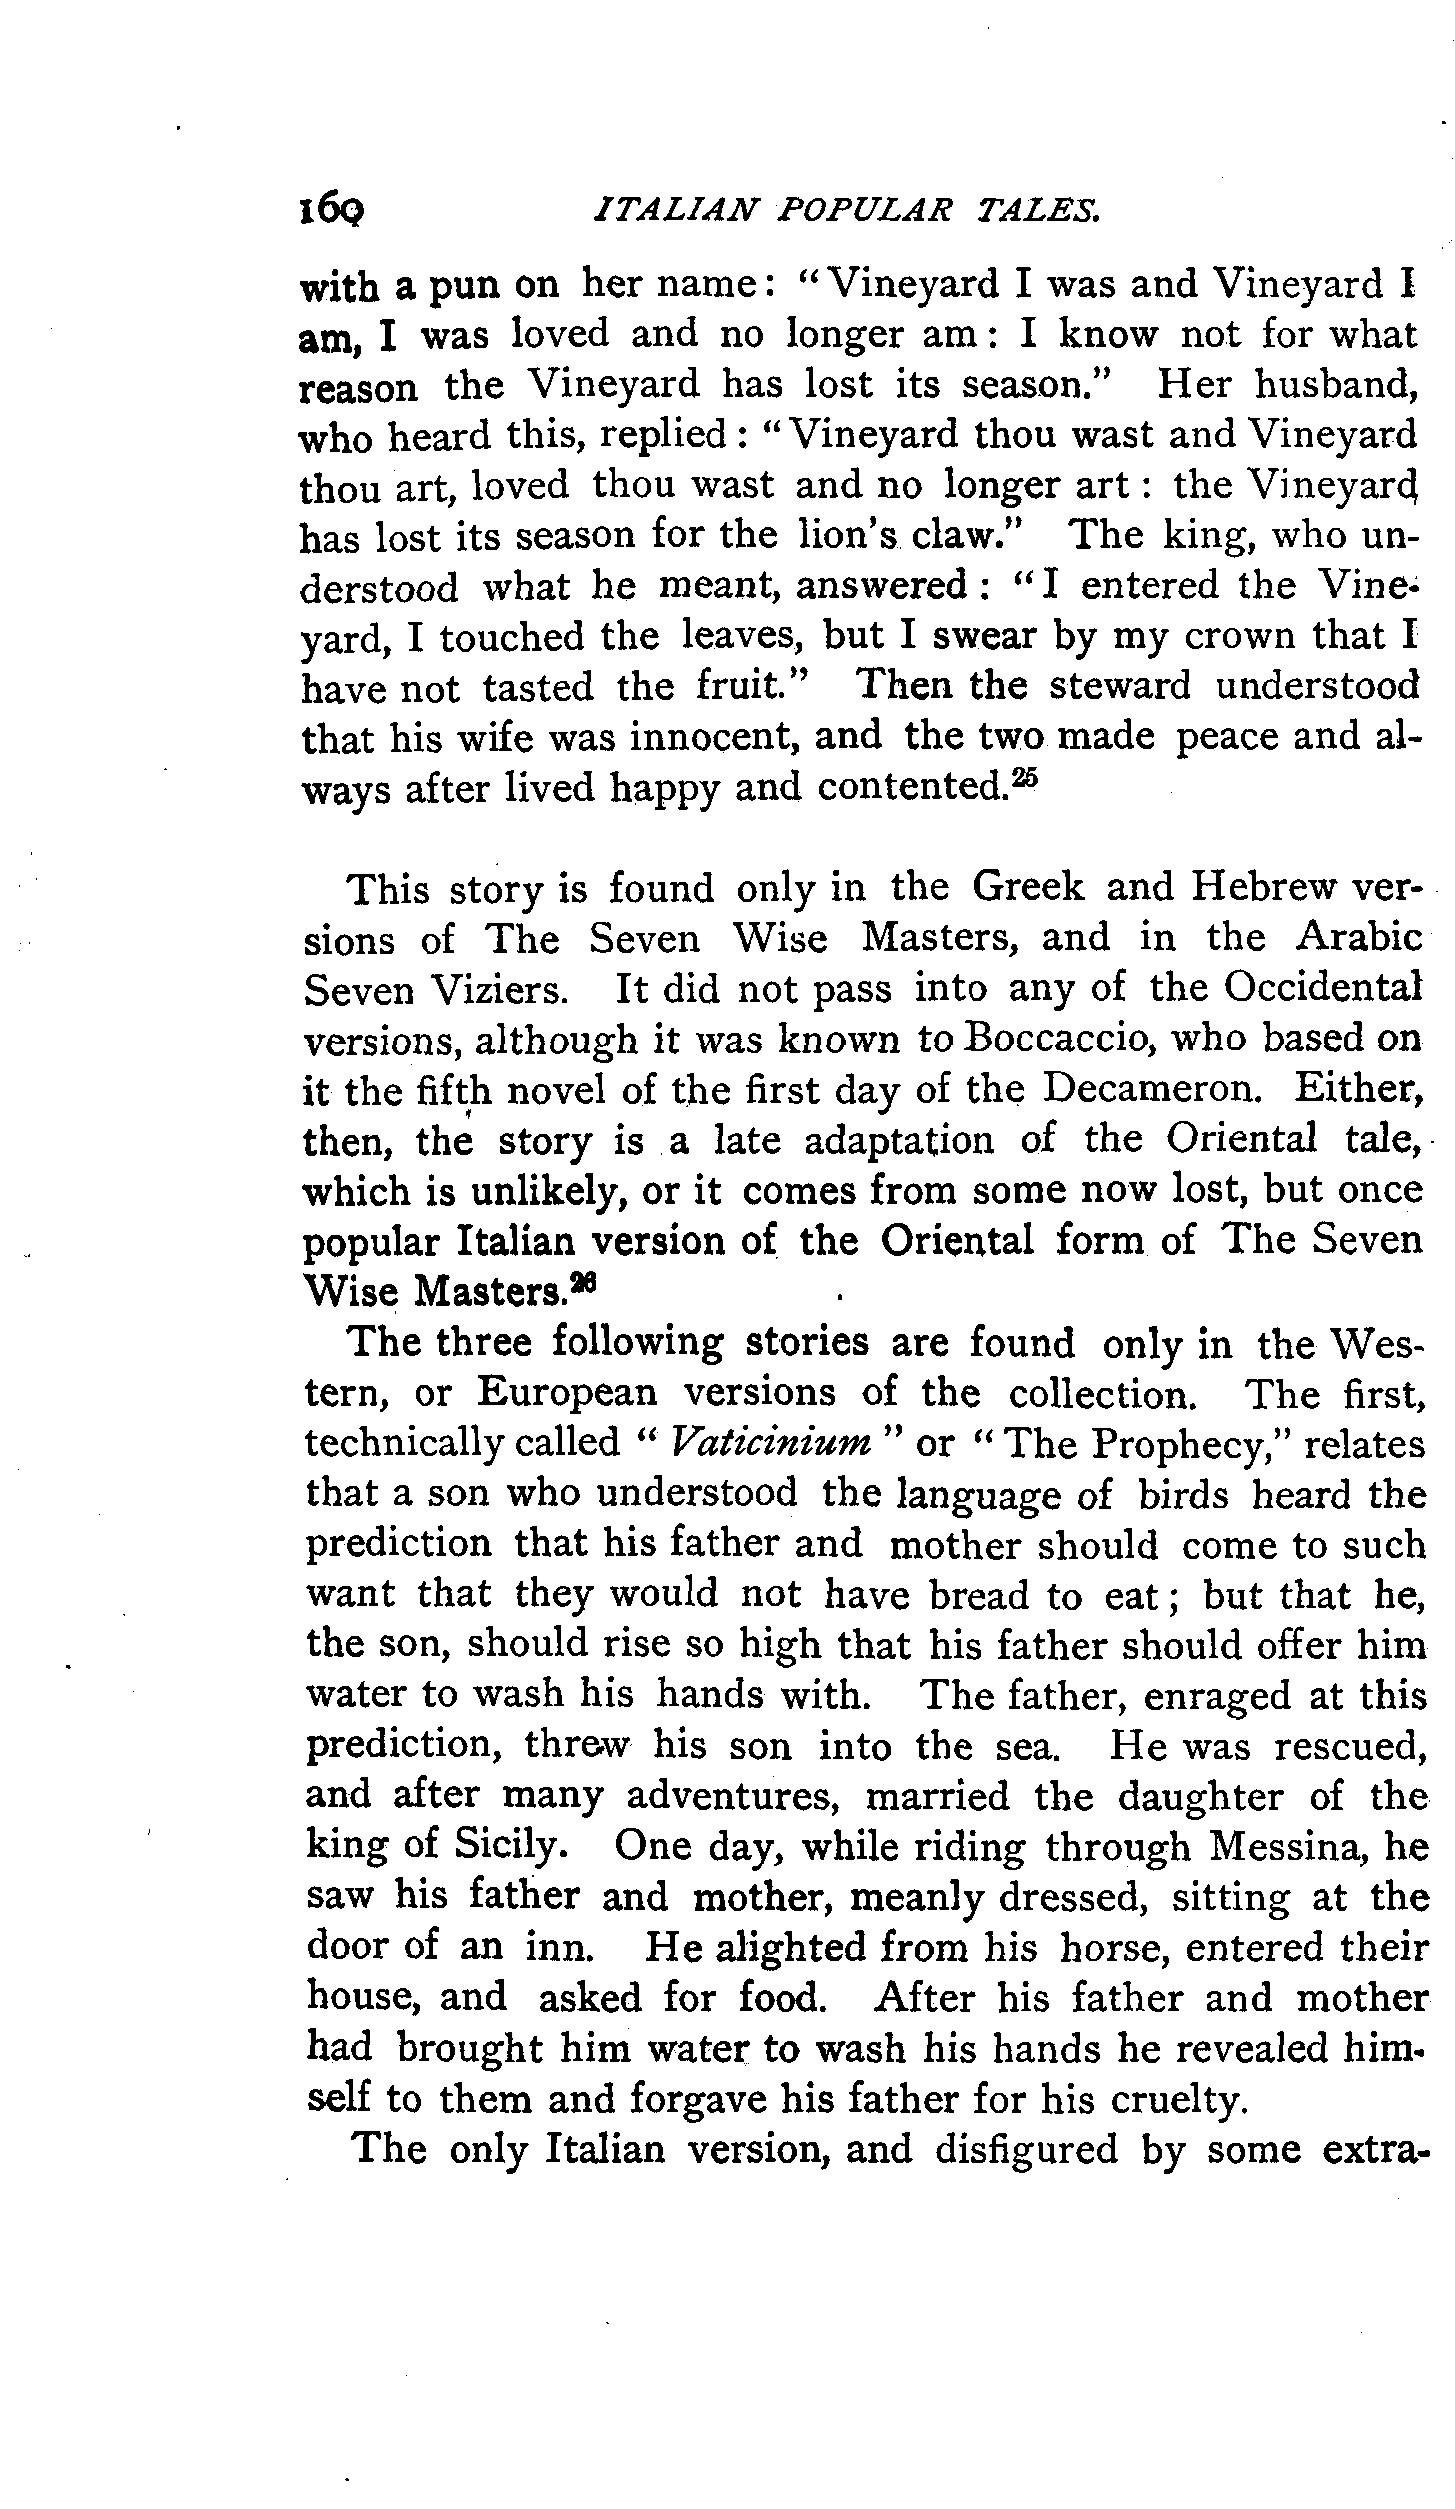 160 ITALIAN POPULAR TALES.
with a pun on her name: "Vineyard I was and Vineyard I
am, I was loved and no longer am: I know not for what
reason the Vineyard has lost its season." Her husband,
who heard this, replied: "Vineyard thou wast and Vineyard
thou art, loved thou wast and no longer art: the Vineyard
has lost its season for the lion's claw." The king, who un-
derstood what he meant, answered: "I entered the Vine-
yard, I touched the leaves, but I swear by my crown that I
have not tasted the fruit." Then the steward understood
that his wife was innocent, and the two made peace and al-
ways after lived happy and contented.25
This story is found only in the Greek and Hebrew ver-
sions of The Seven Wise Masters, and in the Arabic
Seven Viziers. It did not pass into any of the Occidental
versions, although it was known to Boccaccio, who based on
it the fifth novel of the first day of the Decameron. Either,
then, the story is a late adaptation of the Oriental tale,
which is unlikely, or it comes from some now lost, but once
popular Italian version of the Oriental form of The Seven
Wise Masters.26
The three following stories are found only in the Wes-
tern, or European versions of the collection. The first,
technically called "Vaticinium" or "The Prophecy," relates
that a son who understood the language of birds heard the
prediction that his father and mother should come to such
want that they would not have bread to eat; but that he,
the son, should rise so high that his father should offer him
water to wash his hands with. The father, enraged at this
prediction, threw his son into the sea. He was rescued,
and after many adventures, married the daughter of the
king of Sicily. One day, while riding through Messina, he
saw his father and mother, meanly dressed, sitting at the
door of an inn. He alighted from his horse, entered their
house, and asked for food. After his father and mother
had brought him water to wash his hands he revealed him-
self to them and forgave his father for his cruelty.
The only Italian version, and disfigured by some extra-